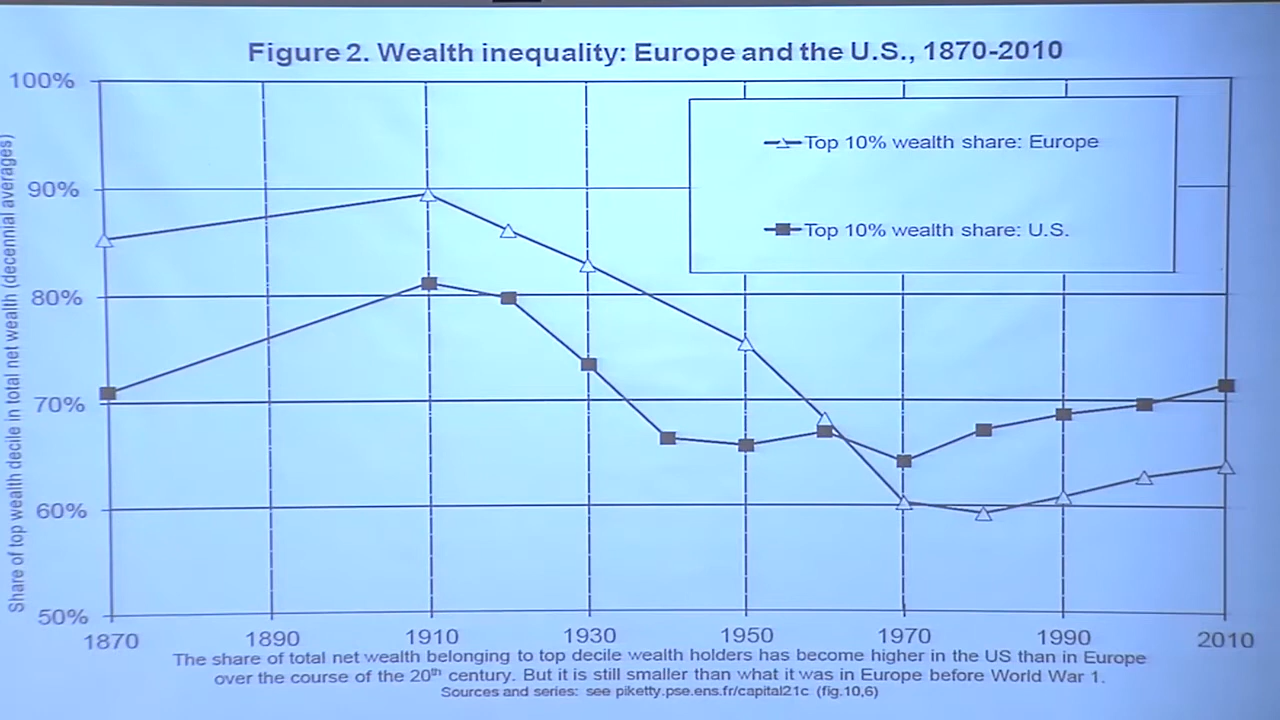 Figure 2. Wealth inequality: Europe and the U.S., 1870-2010
Share of top wealth decile in total net wealth (decennial averages)
100%
90%
80%
70%
60%
50%
Top 10% wealth share: Europe
Top 10% wealth share: U.S.
1870 1890 1910 1930 1950 1970 1990 2010
The share of total net wealth belonging to top decile wealth holders has become higher in the US than in Europe
over the course of the 20th century. But it is still smaller than what it was in Europe before World War 1.
Sources and series: see piketty.pse.ens.fr/capital21c (fig.10,6)